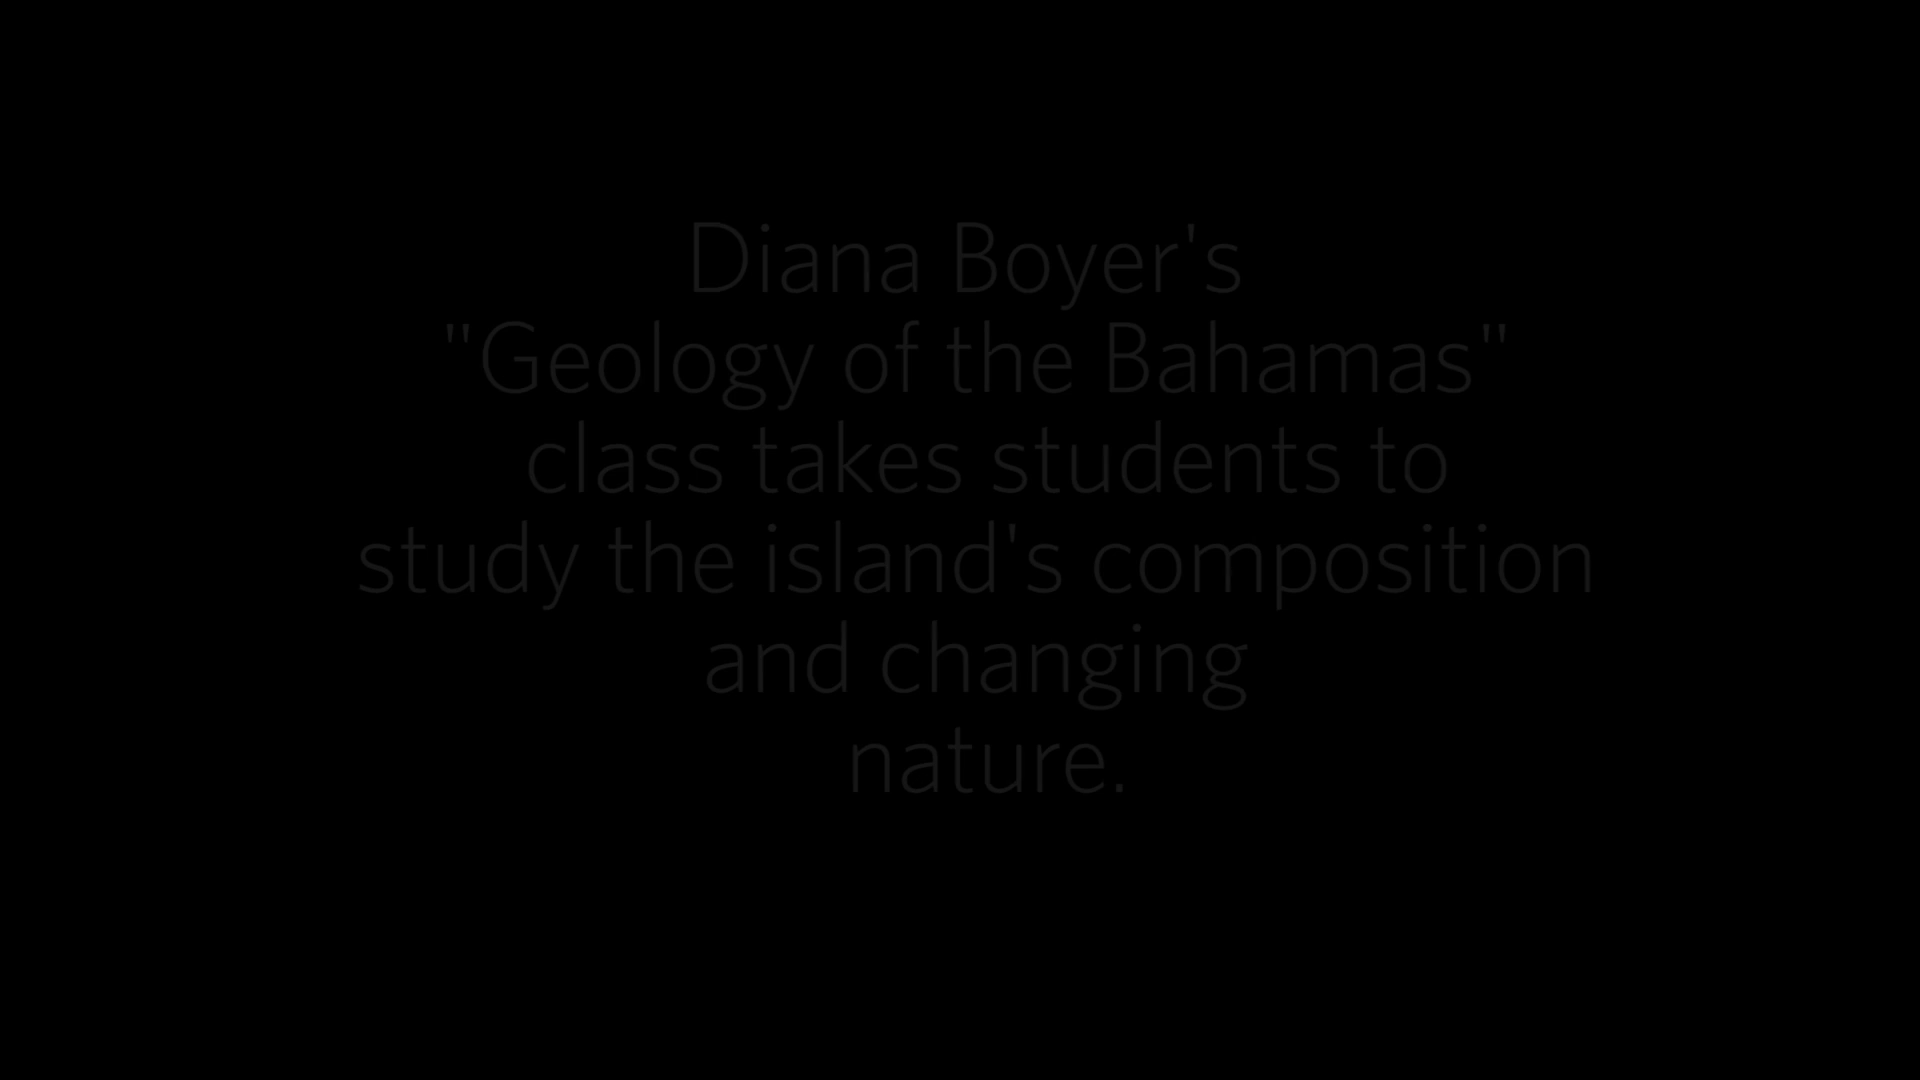 Diana Boyer's
"Geology of the Bahamas"
class takes students to
study the island's composition
and changing
nature.